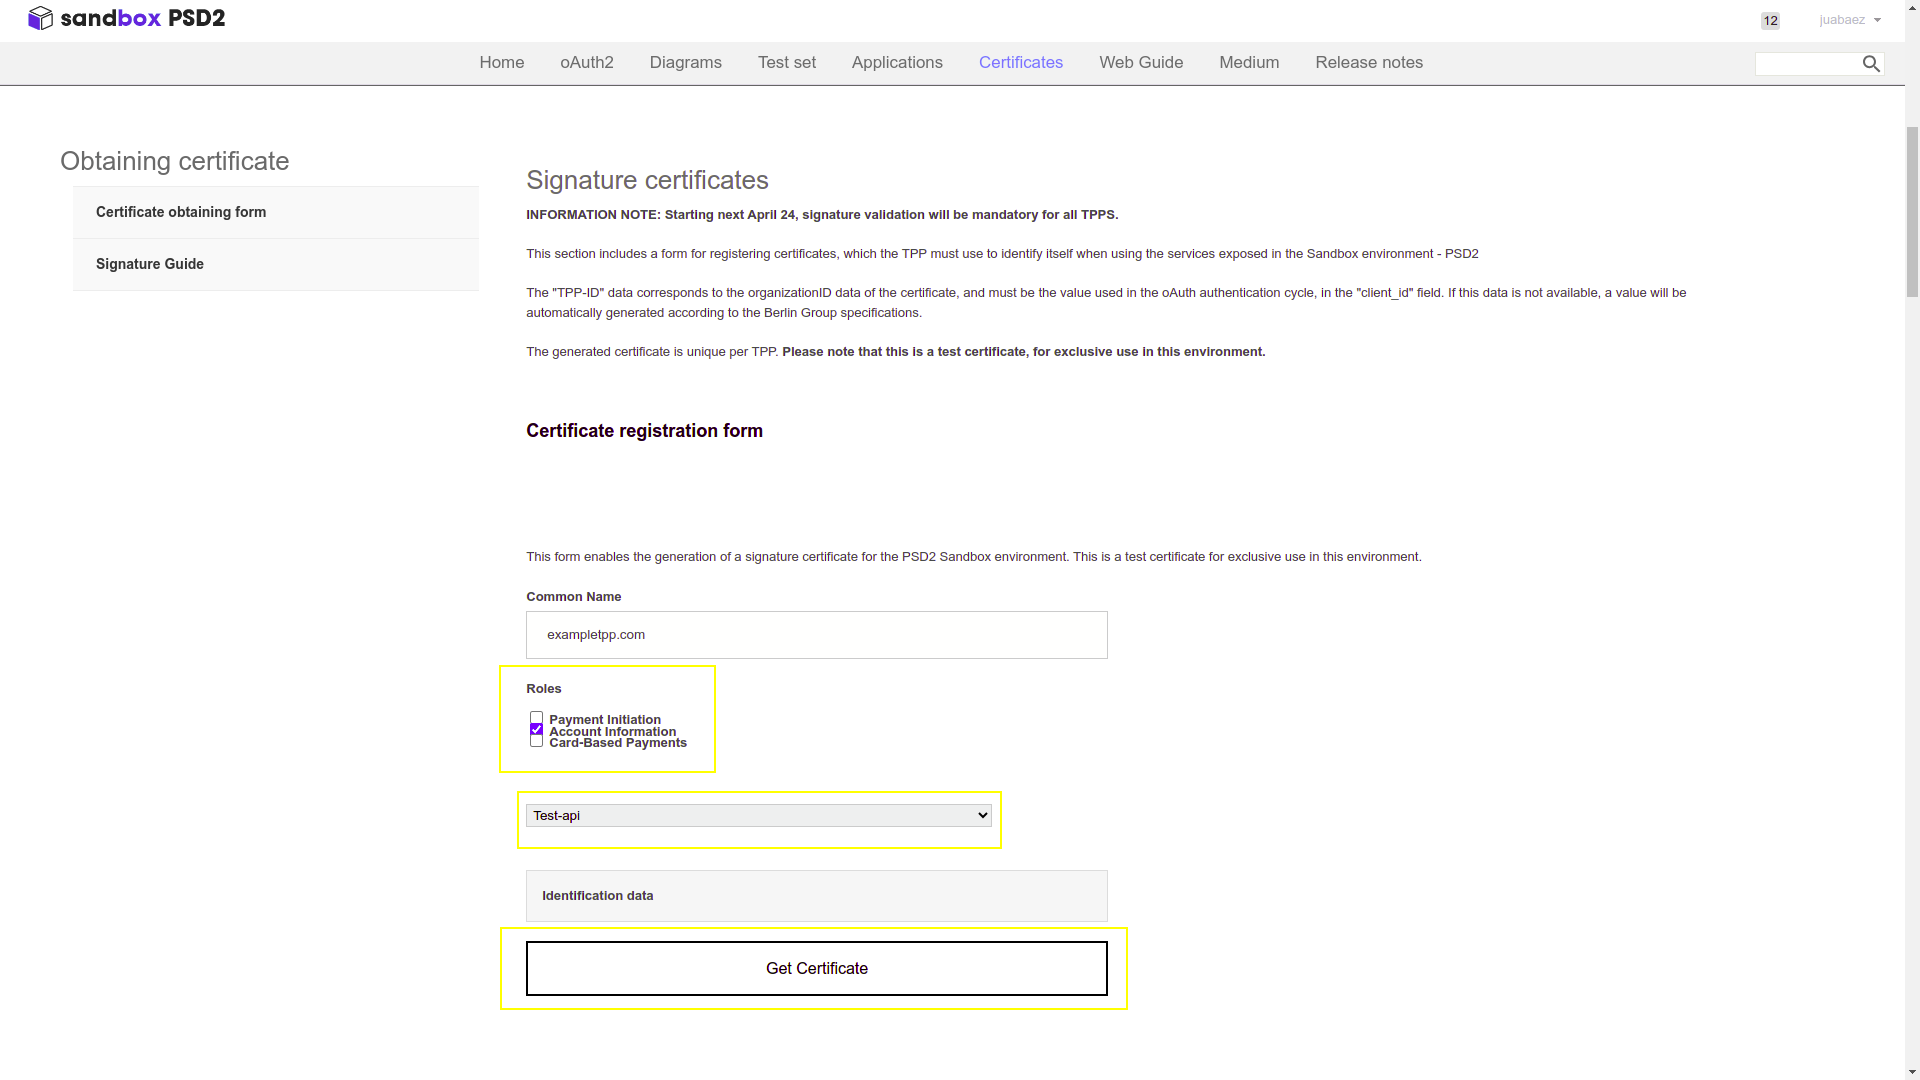 sandbox PSD2
12
juabaez
Home
oAuth2
Diagrams
Test set
Applications
Certificates
Web Guide
Medium
Release notes
Obtaining certificate
Certificate obtaining form
Signature Guide
Signature certificates
INFORMATION NOTE: Starting next April 24, signature validation will be mandatory for all TPPS.
This section includes a form for registering certificates, which the TPP must use to identify itself when using the services exposed in the Sandbox environment - PSD2
The "TPP-ID" data corresponds to the organizationID data of the certificate, and must be the value used in the oAuth authentication cycle, in the "client_id" field. If this data is not available, a value will be
automatically generated according to the Berlin Group specifications.
The generated certificate is unique per TPP. Please note that this is a test certificate, for exclusive use in this environment.
Certificate registration form
This form enables the generation of a signature certificate for the PSD2 Sandbox environment. This is a test certificate for exclusive use in this environment.
Common Name
exampletpp.com
Roles
Payment Initiation
Account Information
Card-Based Payments
Test-api
Identification data
Get Certificate